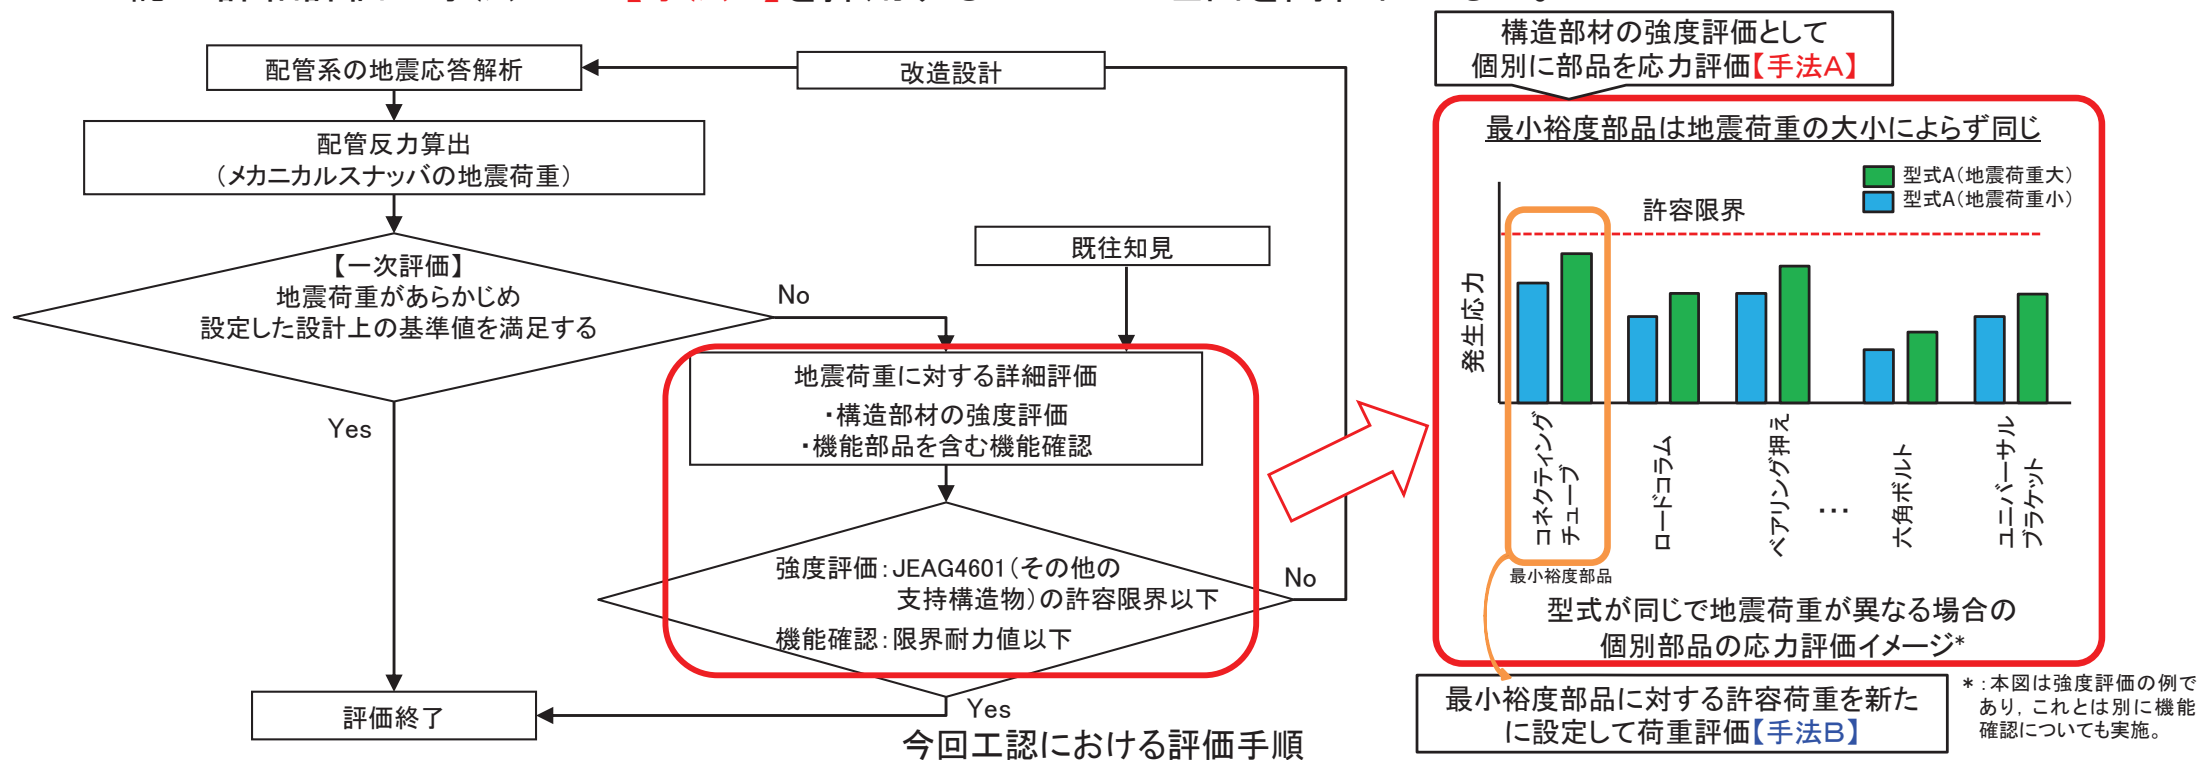 配管系の地震応答解析
改造設計
配管反力算出
（メカニカルスナッバの地震荷重）
【一次評価】
地震荷重があらかじめ
設定した設計上の基準値を満足する
No
Yes
既往知見
地震荷重に対する詳細評価
・構造部材の強度評価
・機能部品を含む機能確認
強度評価：JEAG4601（その他の
支持構造物）の許容限界以下
機能確認：限界耐力値以下
No
Yes
評価終了
今回工認における評価手順
構造部材の強度評価として
個別に部品を応力評価【手法A】
最小裕度部品は地震荷重の大小によらず同じ
型式A（地震荷重大）
型式A（地震荷重小）
許容限界
発生応力
コネクティング
チューブ
ロードコラム
ベアリング押え
…
六角ボルト
ユニバーサル
ブラケット
最小裕度部品
型式が同じで地震荷重が異なる場合の
個別部品の応力評価イメージ*
最小裕度部品に対する許容荷重を新た
に設定して荷重評価【手法B】
*：本図は強度評価の例で
あり，これとは別に機能
確認についても実施。